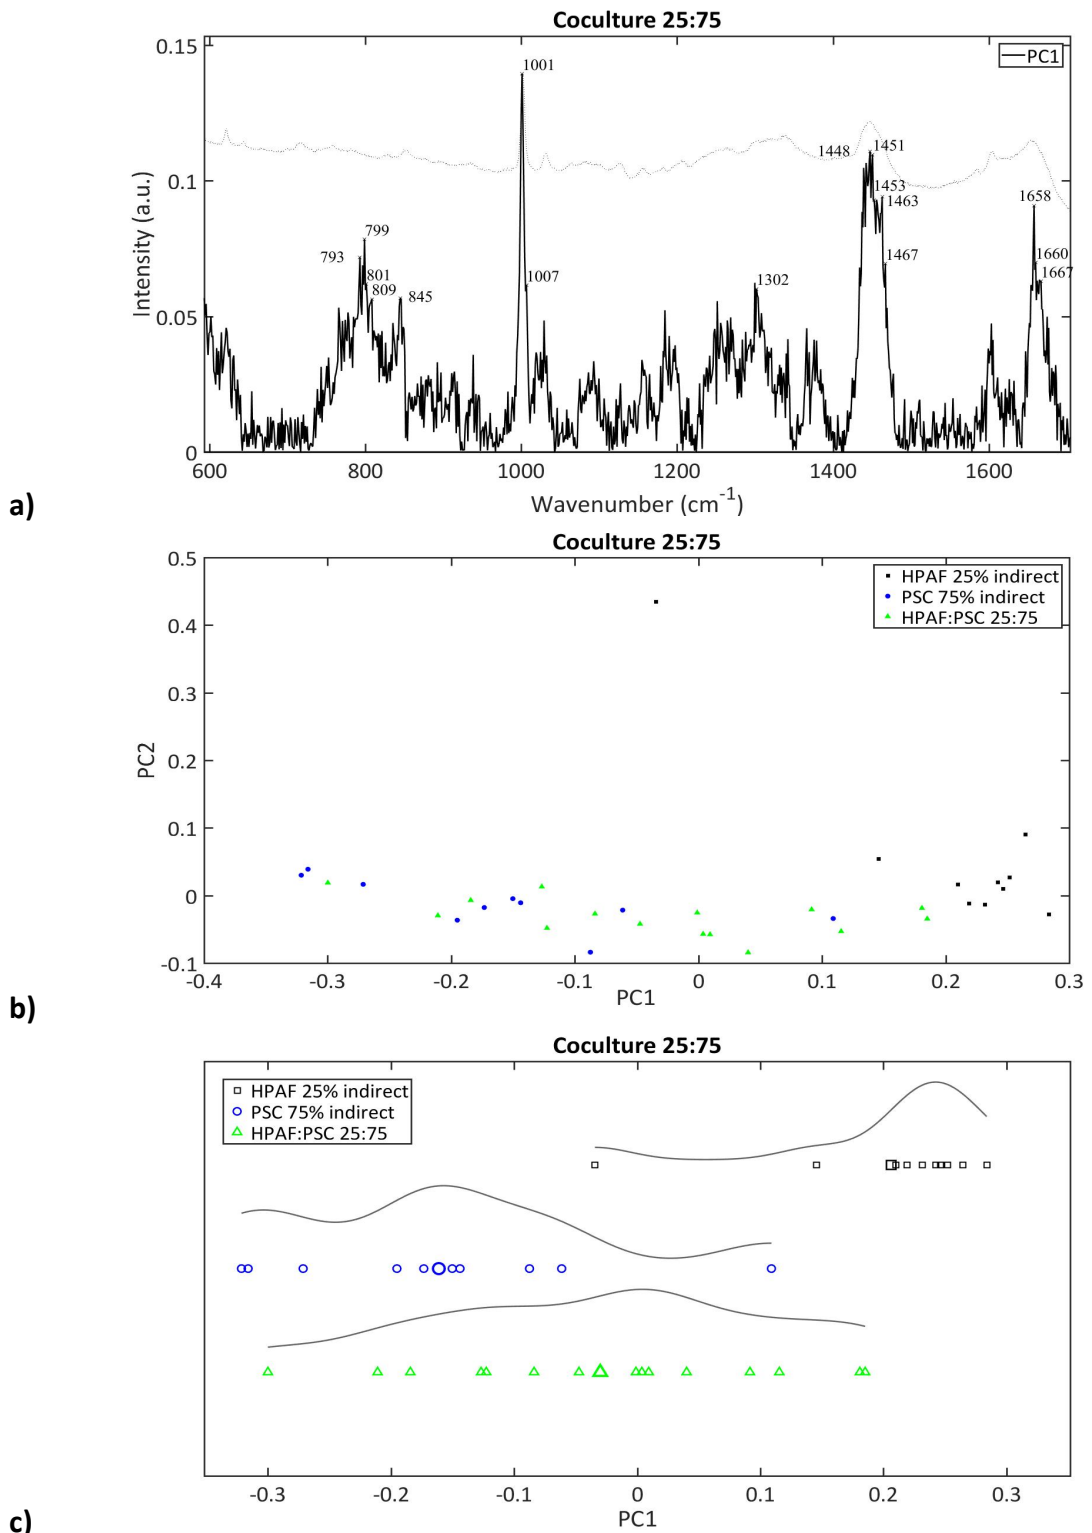 Coculture 25:75
0.15
0.1
0.05
0
Intensity (a.u.)
PC1
1001
1448
1451
1453
1463
1467
1658
1660
1667
799
793
801
809
845
1007
1302
600 800 1000 1200 1400 1600
Wavenumber (cm-1)
a)
Coculture 25:75
0.5
0.4
0.3
0.2
0.1
0
-0.1
PC2
HPAF 25% indirect
PSC 75% indirect
HPAF:PSC 25:75
-0.4 -0.3 -0.2 -0.1 0 0.1 0.2 0.3
PC1
b)
Coculture 25:75
HPAF 25% indirect
PSC 75% indirect
HPAF:PSC 25:75
-0.3 -0.2 -0.1 0 0.1 0.2 0.3
PC1
c)